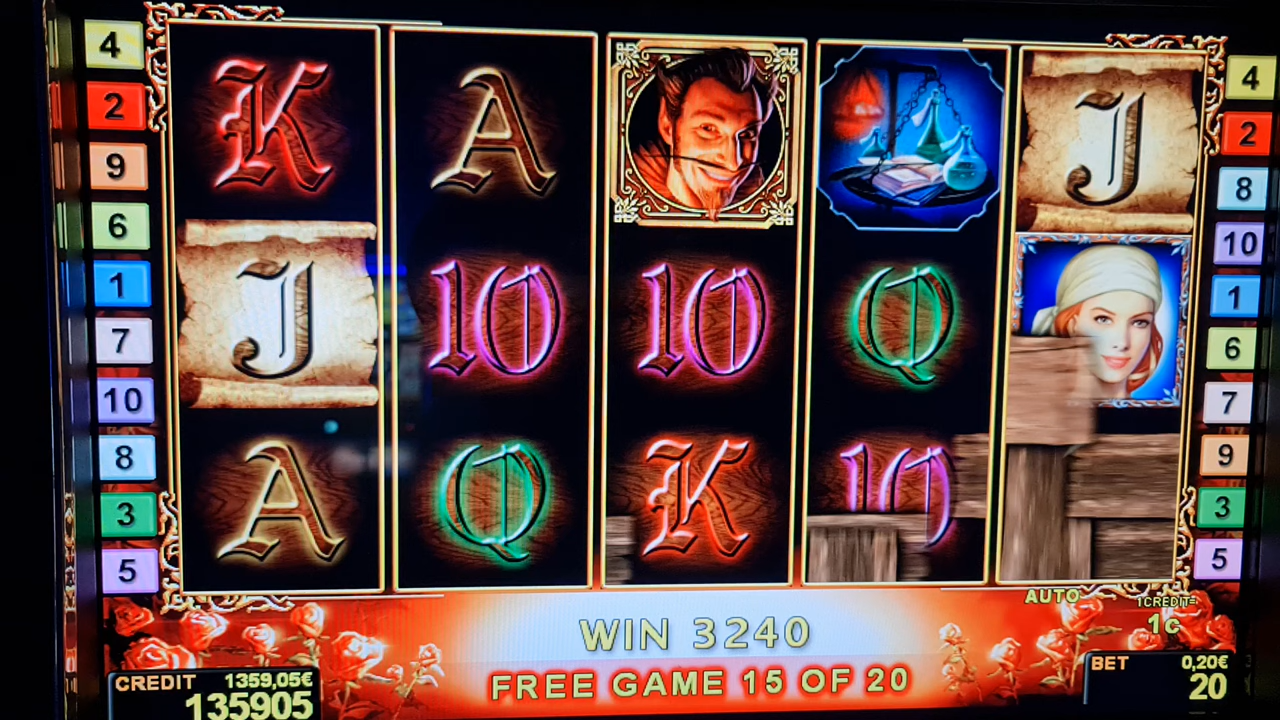 4 K A J 4
2 2
9 8
6 10
1 J 10 10 Q 1
7 6
10 7
8 A Q K 10 9
3 3
5 5
AUTO 1CREDIT=
1c
WIN 3240
FREE GAME 15 OF 20
CREDIT 1359,05€
135905
BET 0,20€
20